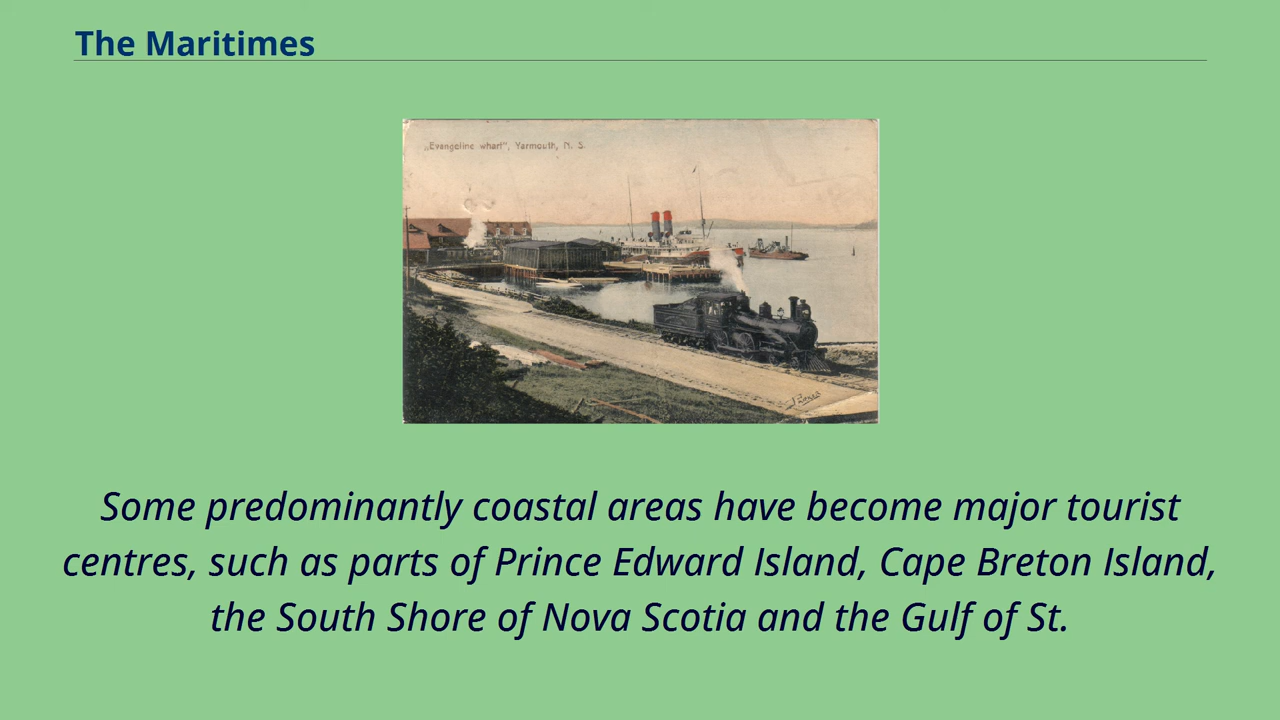 The Maritimes
„Evangeline wharf", Yarmouth, N. S.
Some predominantly coastal areas have become major tourist
centres, such as parts of Prince Edward Island, Cape Breton Island,
the South Shore of Nova Scotia and the Gulf of St.